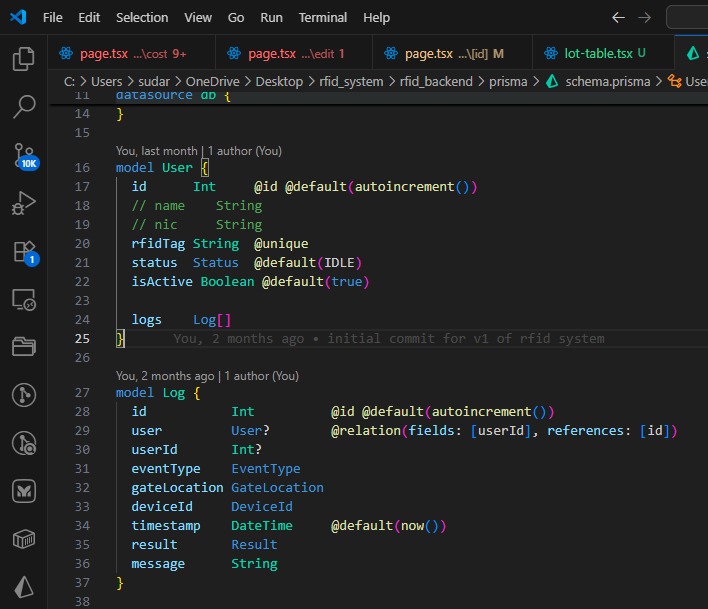 File Edit Selection View Go Run Terminal Help
page.tsx ...\cost 9+ page.tsx ...\edit 1 page.tsx ...\[id] M lot-table.tsx U
C: > Users > sudar > OneDrive > Desktop > rfid_system > rfid_backend > prisma > schema.prisma > User
11 datasource db {
14 }
15
You, last month | 1 author (You)
16 model User {
17 id Int @id @default(autoincrement())
18 // name String
19 // nic String
20 rfidTag String @unique
21 status Status @default(IDLE)
22 isActive Boolean @default(true)
23
24 logs Log[]
25 } You, 2 months ago • initial commit for v1 of rfid system
26
You, 2 months ago | 1 author (You)
27 model Log {
28 id Int @id @default(autoincrement())
29 user User? @relation(fields: [userId], references: [id])
30 userId Int?
31 eventType EventType
32 gateLocation GateLocation
33 deviceId DeviceId
34 timestamp DateTime @default(now())
35 result Result
36 message String
37 }
38
10K
1